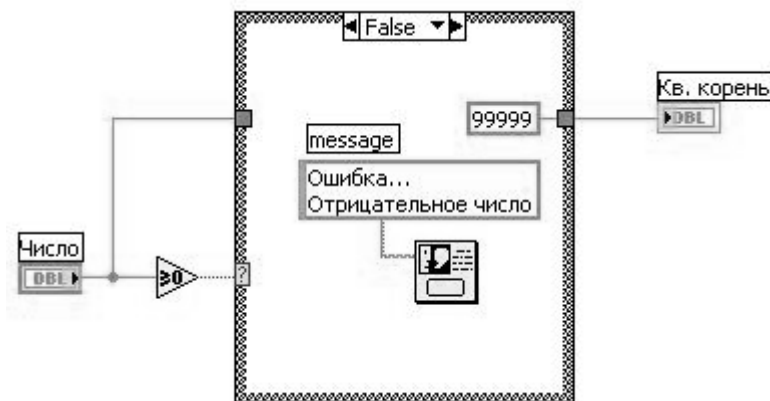 False
Кв. корень
DBL
99999
message
Ошибка...
Отрицательное число
Число
DBL
≥0
?